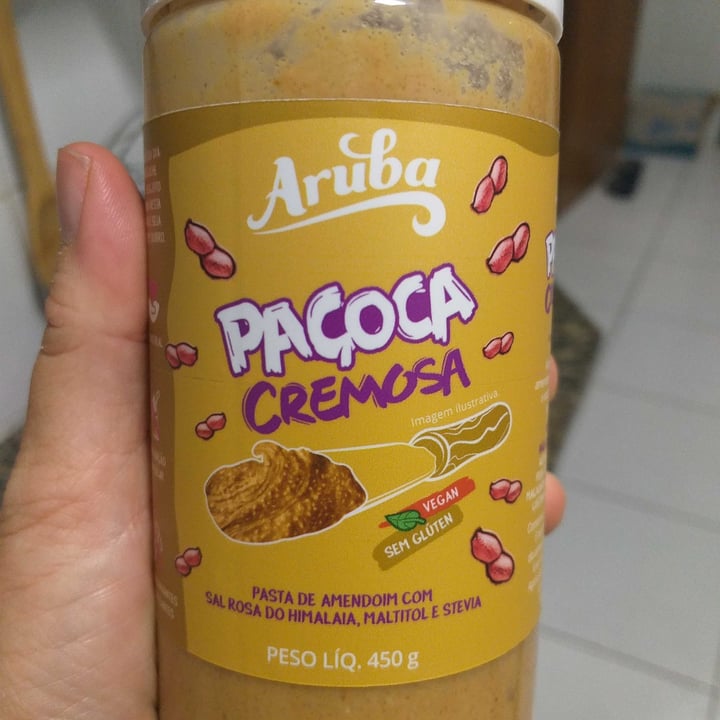 Aruba
PAÇOCA
CREMOSA
Imagem ilustrativa
VEGAN
SEM GLÚTEN
PASTA DE AMENDOIM COM
SAL ROSA DO HIMALAIA, MALTITOL E STEVIA
PESO LÍQ. 450 g